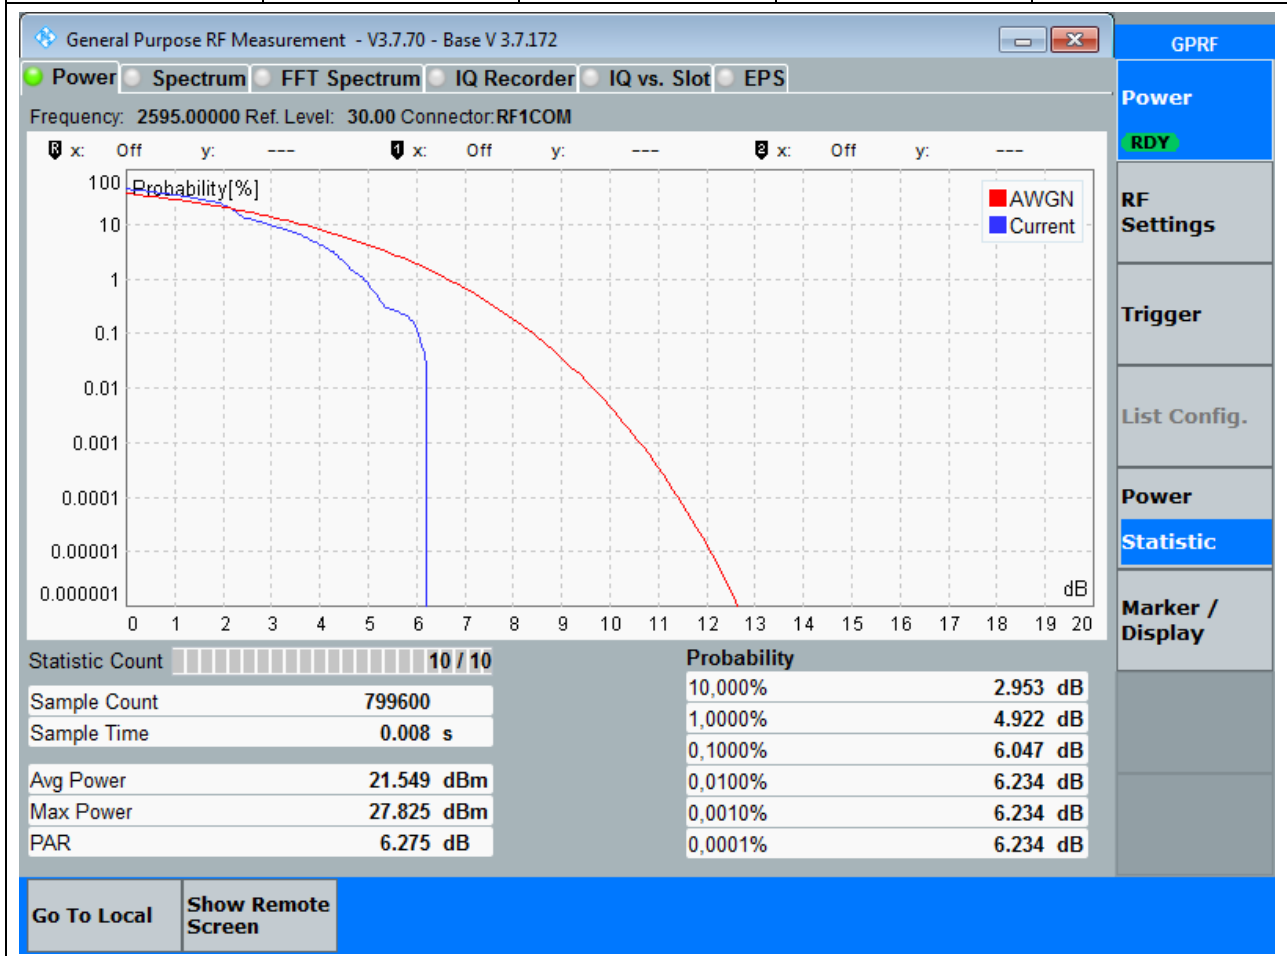 General Purpose RF Measurement - V3.7.70 - Base V 3.7.172
GPRF
Power Spectrum FFT Spectrum IQ Recorder IQ vs. Slot EPS
Power
RDY
Frequency: 2595.00000 Ref. Level: 30.00 Connector:RF1COM
R x: Off y: --- 1 x: Off y: --- 2 x: Off y: ---
Probability[%]
AWGN
Current
100
10
1
0.1
0.01
0.001
0.0001
0.00001
0.000001
dB
0 1 2 3 4 5 6 7 8 9 10 11 12 13 14 15 16 17 18 19 20
RF
Settings
Trigger
List Config.
Power
Statistic
Marker /
Display
Statistic Count 10 / 10
Sample Count 799600
Sample Time 0.008 s
Avg Power 21.549 dBm
Max Power 27.825 dBm
PAR 6.275 dB
Probability
10,000% 2.953 dB
1,0000% 4.922 dB
0,1000% 6.047 dB
0,0100% 6.234 dB
0,0010% 6.234 dB
0,0001% 6.234 dB
Go To Local
Show Remote
Screen